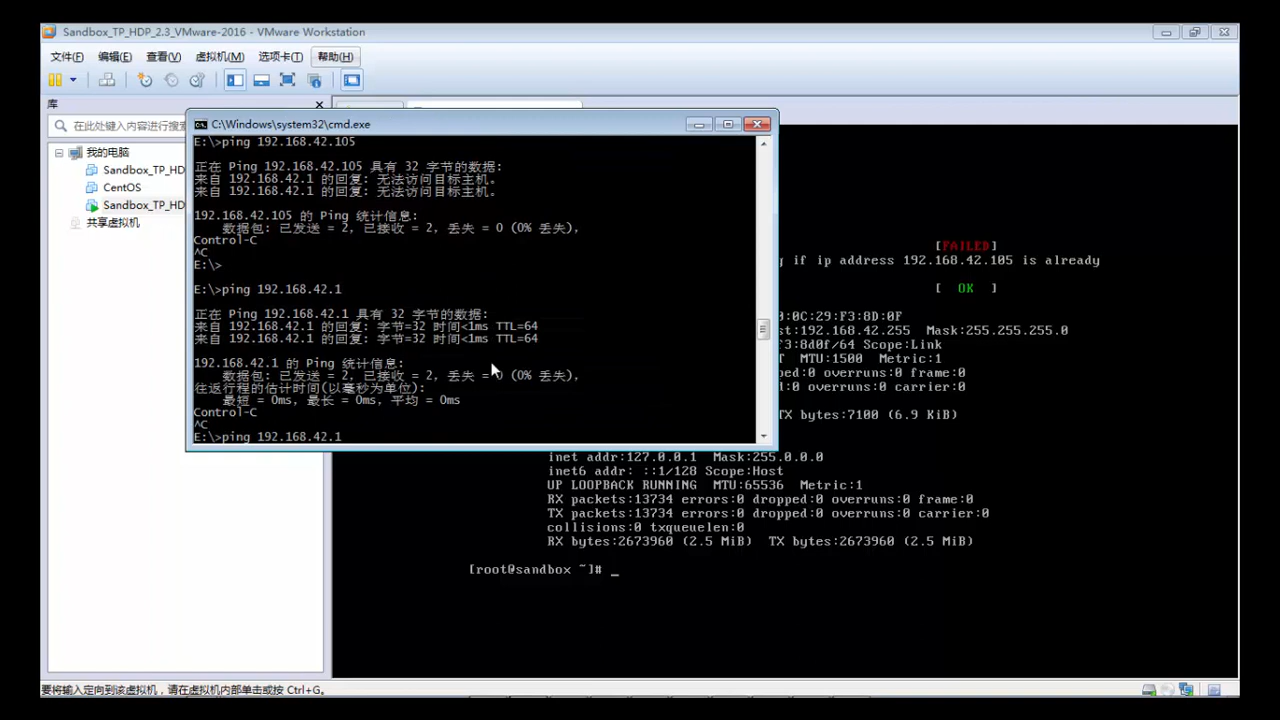 Sandbox_TP_HDP_2.3_VMware-2016 - VMware Workstation
文件(F) 编辑(E) 查看(V) 虚拟机(M) 选项卡(T) 帮助(H)
库
在此处键入内容进行搜索
我的电脑
Sandbox_TP_HD
CentOS
Sandbox_TP_HD
共享虚拟机
C:\Windows\system32\cmd.exe
E:\>ping 192.168.42.105
正在 Ping 192.168.42.105 具有 32 字节的数据:
来自 192.168.42.1 的回复: 无法访问目标主机。
来自 192.168.42.1 的回复: 无法访问目标主机。
192.168.42.105 的 Ping 统计信息:
数据包: 已发送 = 2，已接收 = 2，丢失 = 0 (0% 丢失)，
Control-C
^C
E:\>
E:\>ping 192.168.42.1
正在 Ping 192.168.42.1 具有 32 字节的数据:
来自 192.168.42.1 的回复: 字节=32 时间<1ms TTL=64
来自 192.168.42.1 的回复: 字节=32 时间<1ms TTL=64
192.168.42.1 的 Ping 统计信息:
数据包: 已发送 = 2，已接收 = 2，丢失 = 0 (0% 丢失)，
往返行程的估计时间(以毫秒为单位):
最短 = 0ms，最长 = 0ms，平均 = 0ms
Control-C
^C
E:\>ping 192.168.42.1
[FAILED]
g if ip address 192.168.42.105 is already
[ OK ]
0:0C:29:F3:8D:0F
st:192.168.42.255 Mask:255.255.255.0
f3:8d0f/64 Scope:Link
T MTU:1500 Metric:1
:0 overruns:0 frame:0
0 overruns:0 carrier:0
TX bytes:7100 (6.9 KiB)
inet addr:127.0.0.1 Mask:255.0.0.0
inet6 addr: ::1/128 Scope:Host
UP LOOPBACK RUNNING MTU:65536 Metric:1
RX packets:13734 errors:0 dropped:0 overruns:0 frame:0
TX packets:13734 errors:0 dropped:0 overruns:0 carrier:0
collisions:0 txqueuelen:0
RX bytes:2673960 (2.5 MiB) TX bytes:2673960 (2.5 MiB)
[root@sandbox ~]# _
要将输入定向到该虚拟机，请在虚拟机内部单击或按 Ctrl+G。